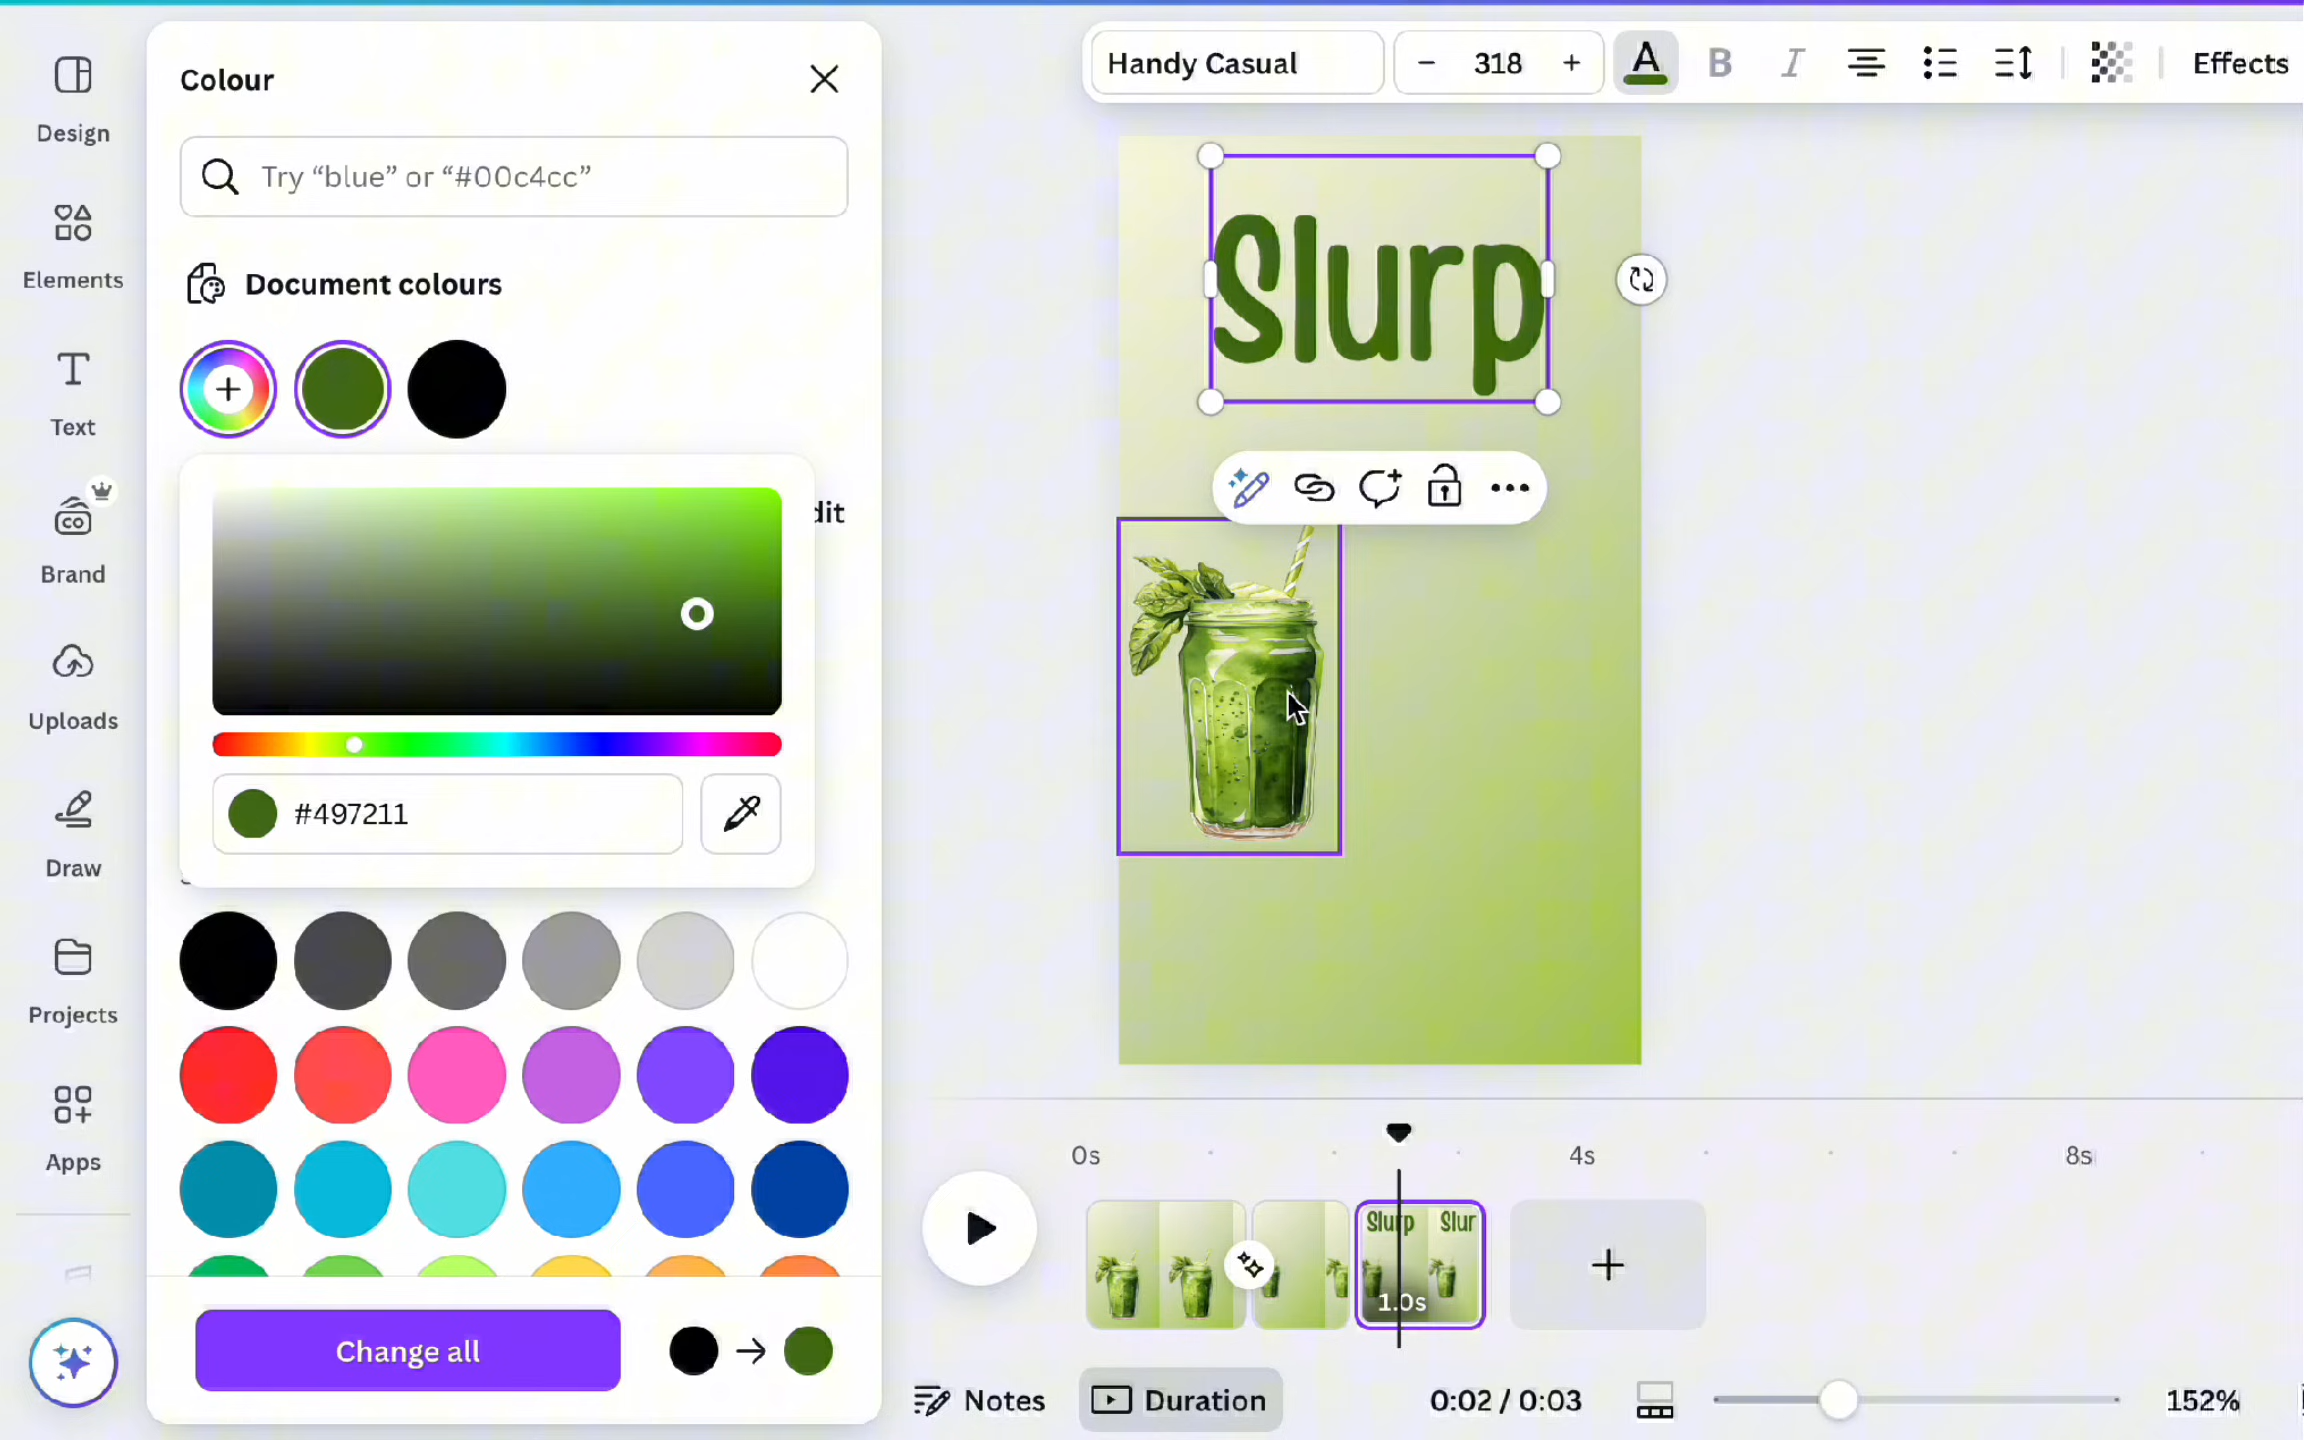 Design
Elements
Text
CO
Brand
Uploads
Draw
Projects
Apps
Colour
Try “blue” or “#00c4cc”
Document colours
dit
#497211
Change all
Handy Casual
− 318 +
A B I
Effects
Slurp
0s 4s 8s
Slurp Slur
1.0s
Notes
Duration
0:02 / 0:03
152%